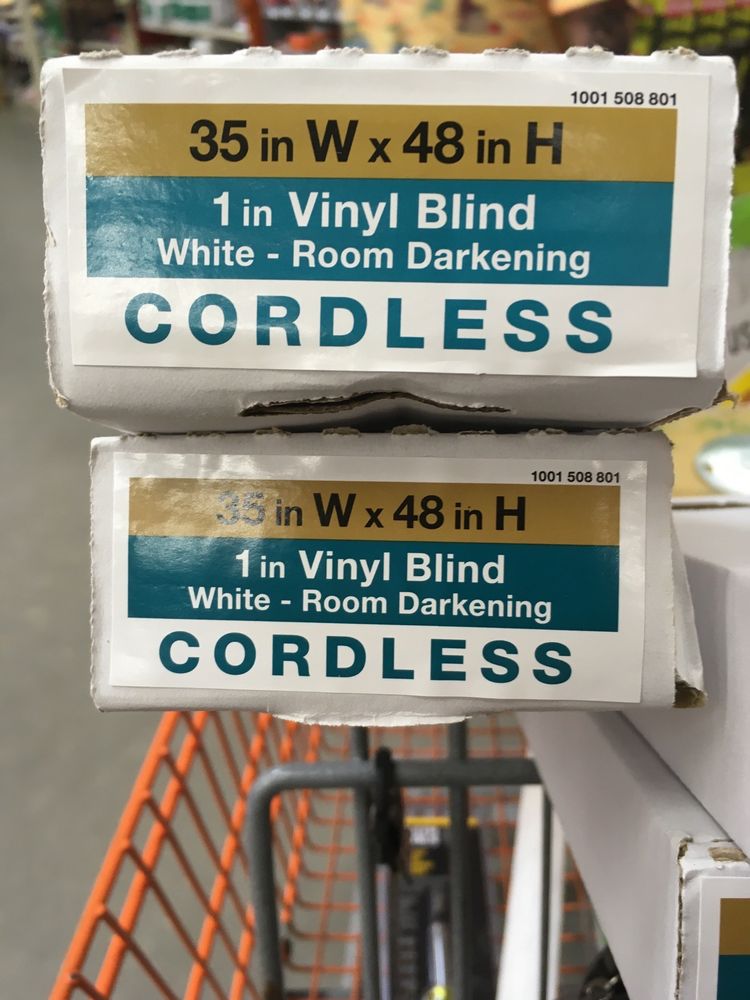 1001 508 801
35 in W x 48 in H
1 in Vinyl Blind
White - Room Darkening
CORDLESS
1001 508 801
35 in W x 48 in H
1 in Vinyl Blind
White - Room Darkening
CORDLESS